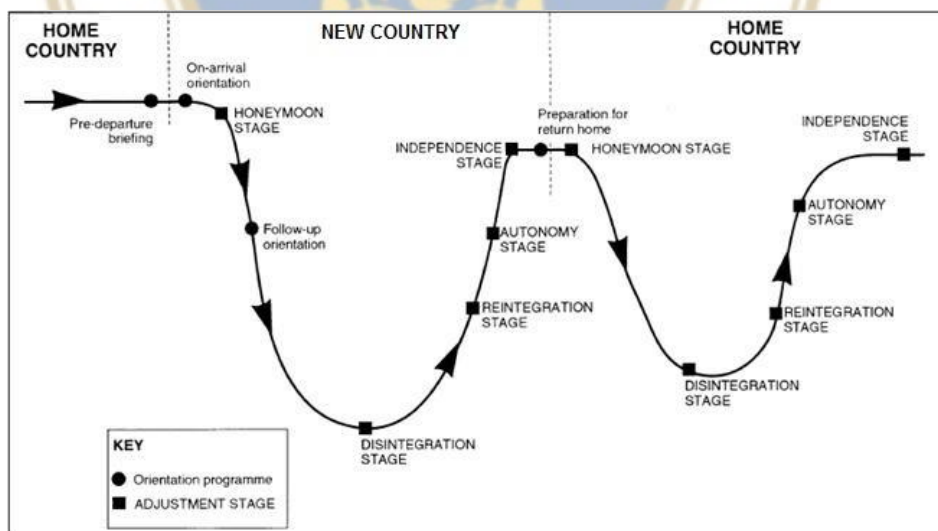 HOME
COUNTRY
NEW COUNTRY
HOME
COUNTRY
On-arrival
orientation
Pre-departure
briefing
HONEYMOON
STAGE
Follow-up
orientation
DISINTEGRATION
STAGE
REINTEGRATION
STAGE
AUTONOMY
STAGE
INDEPENDENCE
STAGE
Preparation for
return home
HONEYMOON STAGE
DISINTEGRATION
STAGE
REINTEGRATION
STAGE
AUTONOMY
STAGE
INDEPENDENCE
STAGE
KEY
Orientation programme
ADJUSTMENT STAGE